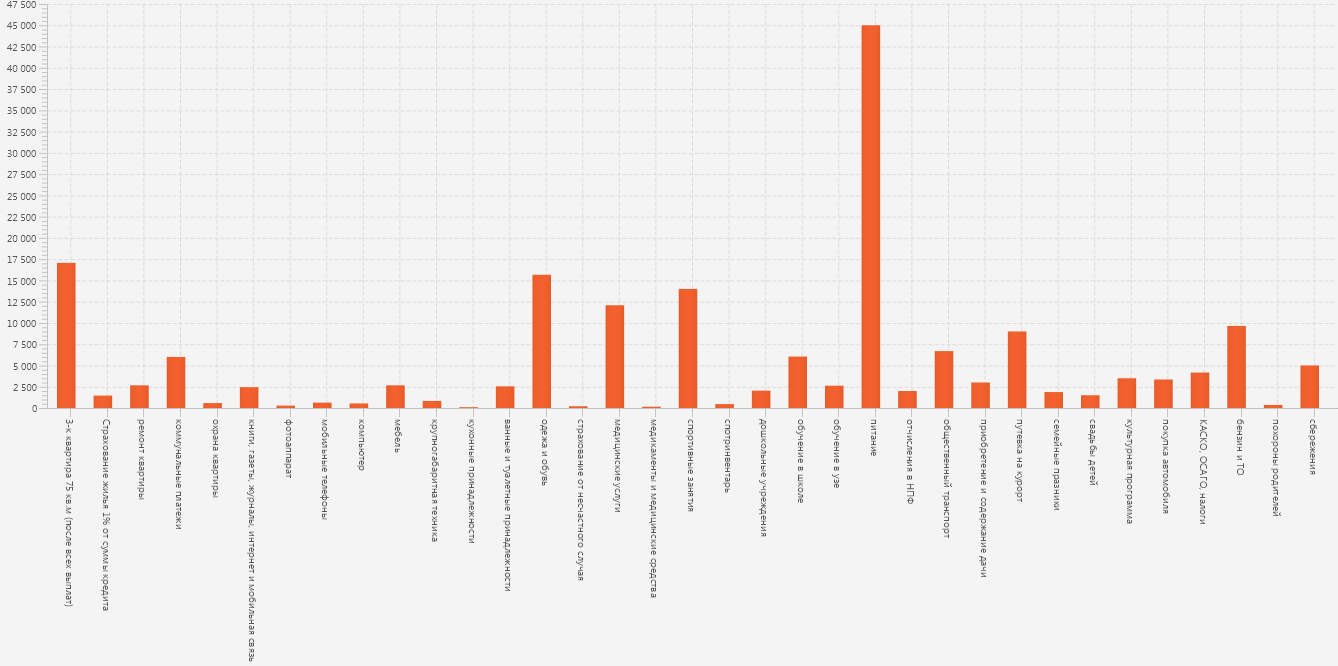 47 500
45 000
42 500
40 000
37 500
35 000
32 500
30 000
27 500
25 000
22 500
20 000
17 500
15 000
12 500
10 000
7 500
5 000
2 500
0
3-к квартира 75 кв.м (после всех выплат)
Страхование жилья 1% от суммы кредита
ремонт квартиры
коммунальные платежи
охрана квартиры
книги, газеты, журналы, интернет и мобильная связь
фотоаппарат
мобильные телефоны
компьютер
мебель
крупногабаритная техника
кухонные принадлежности
ванные и туалетные принадлежности
одежа и обувь
страхование от несчастного случая
медицинские услуги
медикаменты и медицинские средства
спортивные занятия
спотринвентарь
дошкольные учреждения
обучение в школе
обучение в узе
питание
отчисления в НПФ
общественный транспорт
приобретение и содержание дачи
путевка на курорт
семейные празники
свадьбы детей
культурная программа
покупка автомобиля
КАСКО, ОСАГО, налоги
бензин и ТО
похороны родителей
сбережения